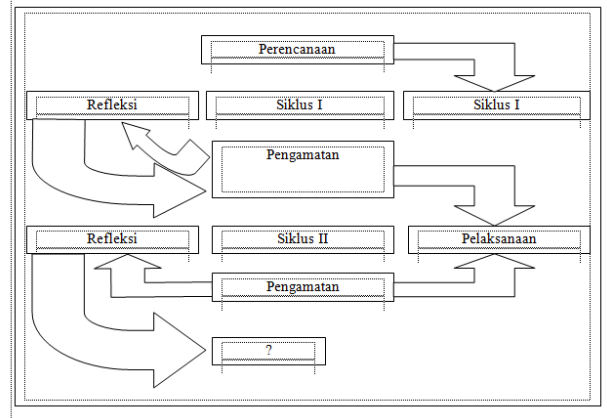 Perencanaan
Refleksi
Siklus I
Siklus I
Pengamatan
Refleksi
Siklus II
Pelaksanaan
Pengamatan
?